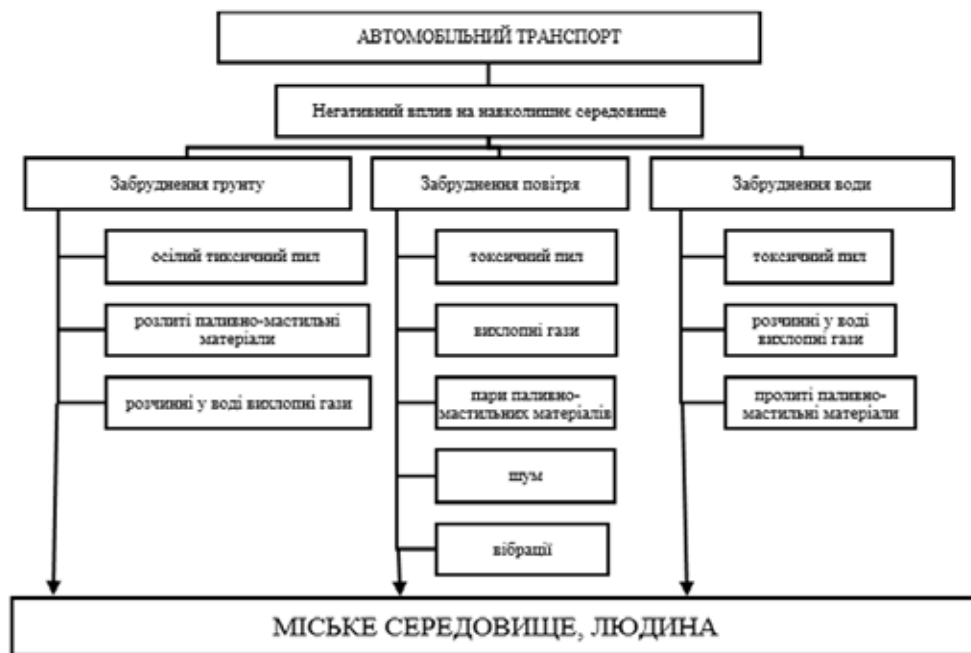 АВТОМОБІЛЬНИЙ ТРАНСПОРТ
Негативний вплив на навколишнє середовище
Забруднення грунту
Забруднення повітря
Забруднення води
осілий тиксичний пил
розлиті паливно-мастильні
матеріали
розчинні у воді вихлопні гази
токсичний пил
вихлопні гази
пари паливно-
мастильних матеріалів
шум
вібрації
токсичний пил
розчинні у воді
вихлопні гази
пролиті паливно-
мастильні матеріали
МІСЬКЕ СЕРЕДОВИЩЕ, ЛЮДИНА